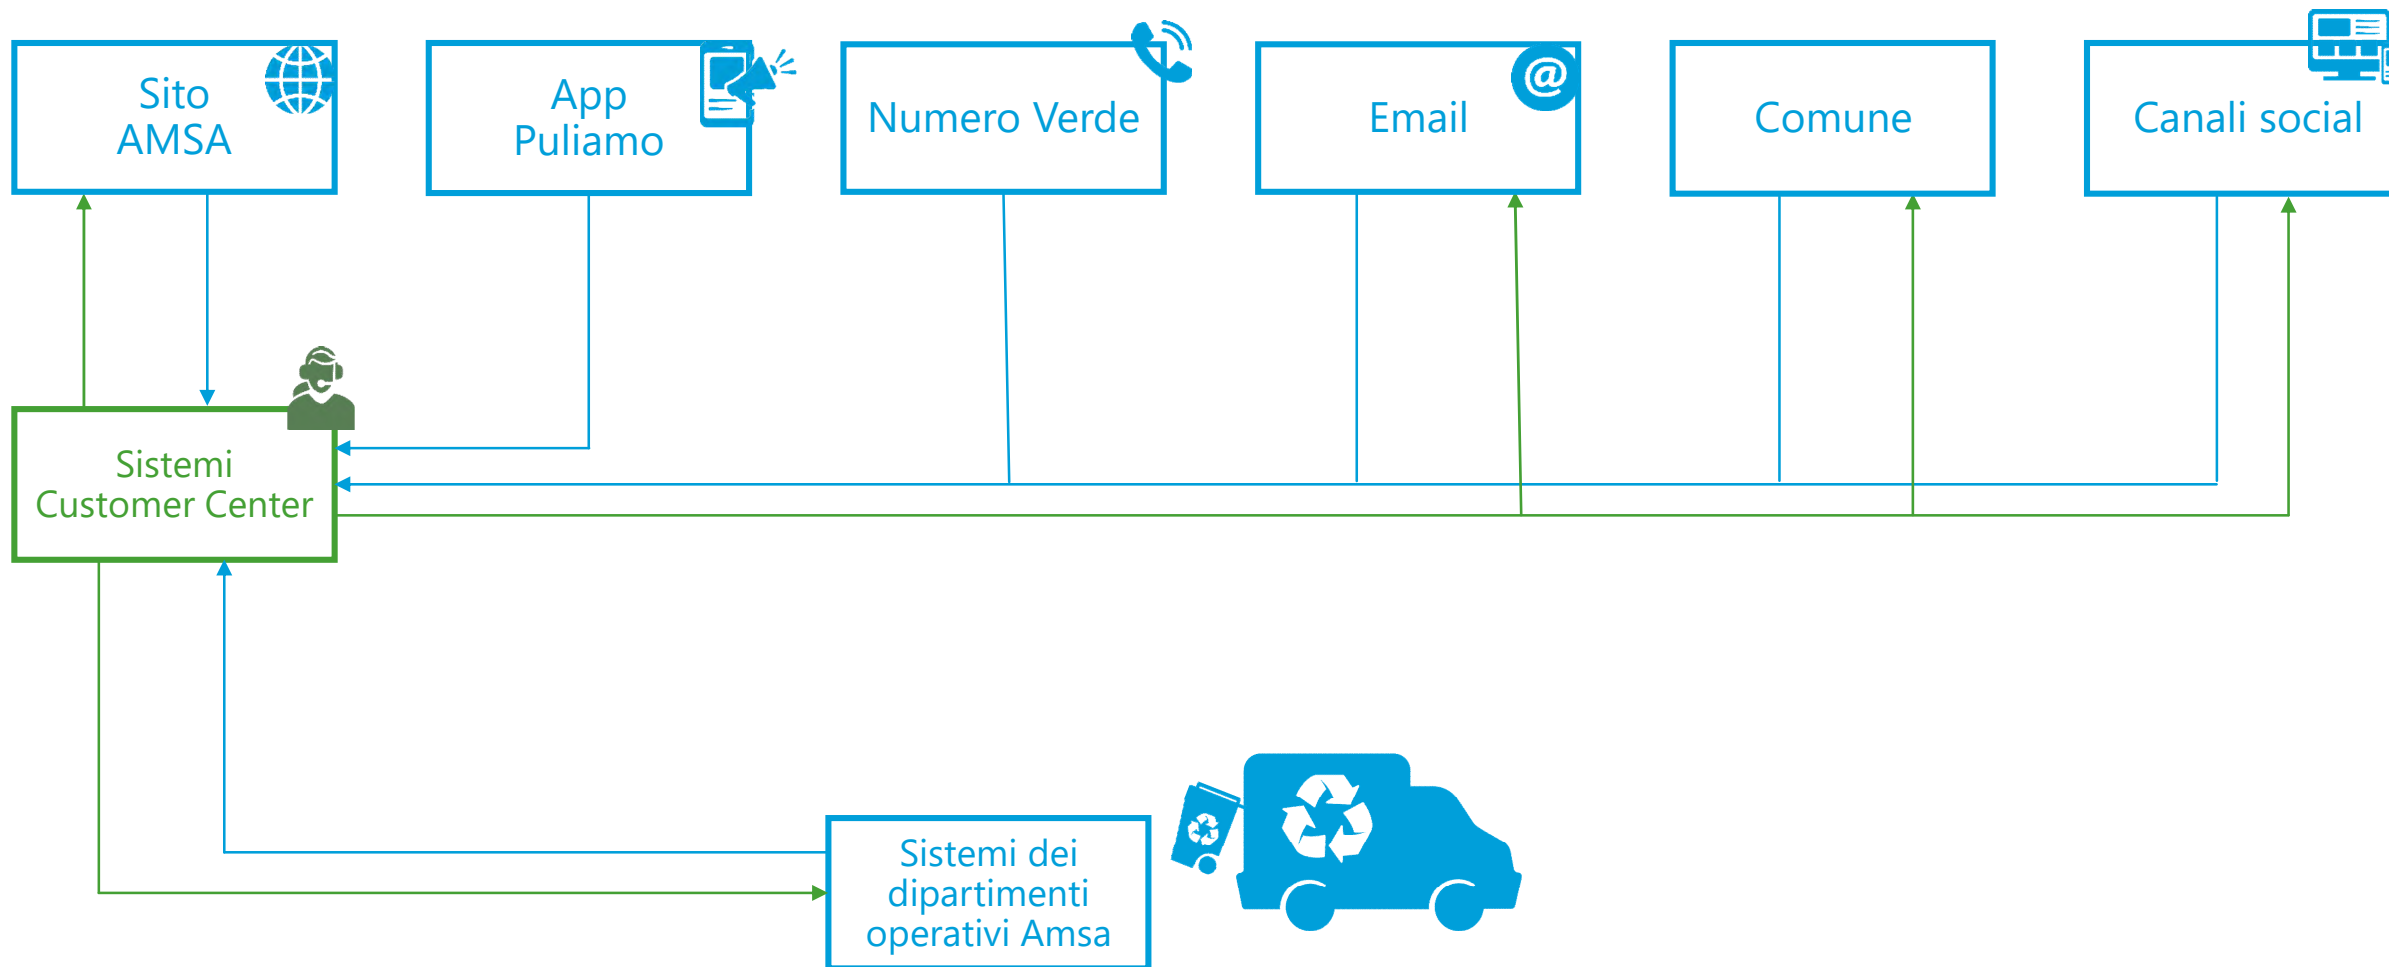 Sito
AMSA
App
Puliamo
Numero Verde
Email
@
Comune
Canali social
Sistemi
Customer Center
Sistemi dei
dipartimenti
operativi Amsa